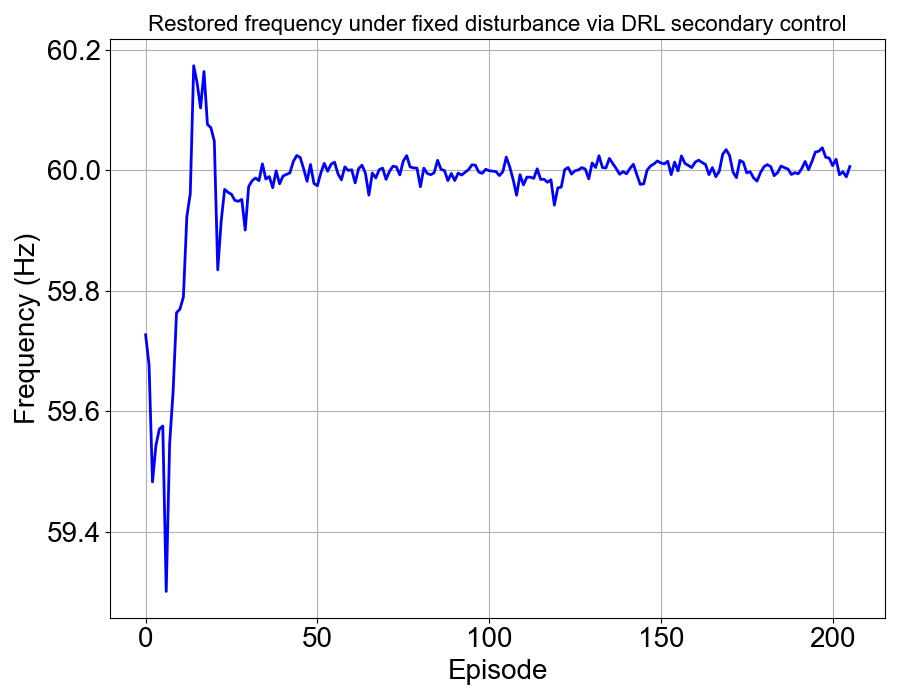 Restored frequency under fixed disturbance via DRL secondary control
60.2
60.0
59.8
59.6
59.4
Frequency (Hz)
0 50 100 150 200
Episode